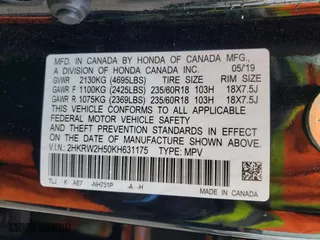 MFD. IN CANADA BY HONDA OF CANADA MFG.,
A DIVISION OF HONDA CANADA INC. 05/19
GVWR 2130KG (4695LBS) TIRE SIZE RIM SIZE
GAWR F 1100KG (2425LBS) 235/60R18 103H 18X7.5J
GAWR R 1075KG (2369LBS) 235/60R18 103H 18X7.5J
THIS VEHICLE CONFORMS TO ALL APPLICABLE
FEDERAL MOTOR VEHICLE SAFETY
STANDARDS IN EFFECT
ON THE DATE OF MANUFACTURE SHOWN ABOVE.
V.I.N.: 2HKRW2H50KH631175 TYPE: MPV
TLJ K AE7 -NH731P -A -H
MADE IN CANADA